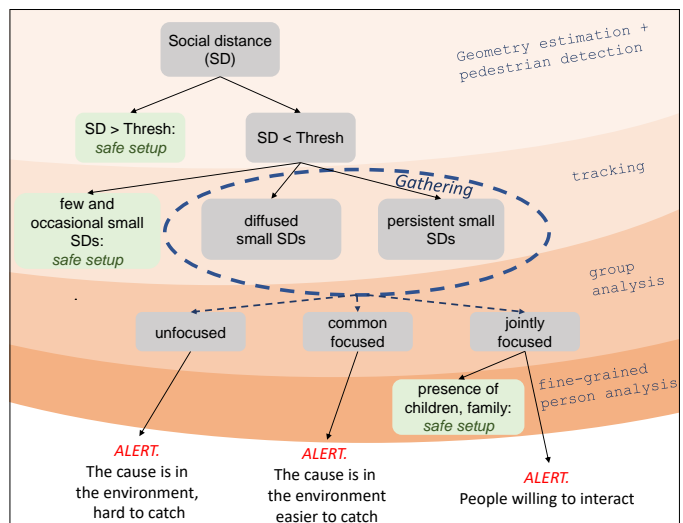 Social distance
(SD)
Geometry estimation +
pedestrian detection
SD > Thresh:
safe setup
SD < Thresh
tracking
Gathering
few and
occasional small
SDs:
safe setup
diffused
small SDs
persistent small
SDs
group
analysis
unfocused
common
focused
jointly
focused
fine-grained
person analysis
presence of
children, family:
safe setup
ALERT.
The cause is in
the environment,
hard to catch
ALERT.
The cause is in
the environment
easier to catch
ALERT.
People willing to interact